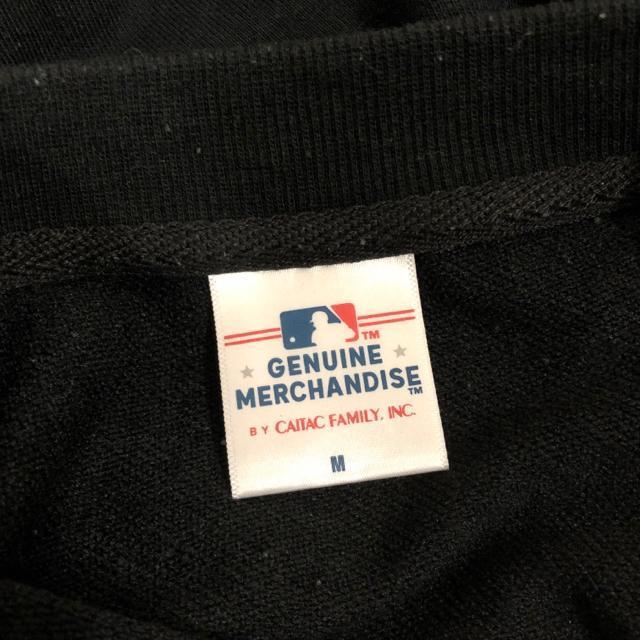 TM
GENUINE
MERCHANDISE TM
BY CAITAC FAMILY, INC.
M